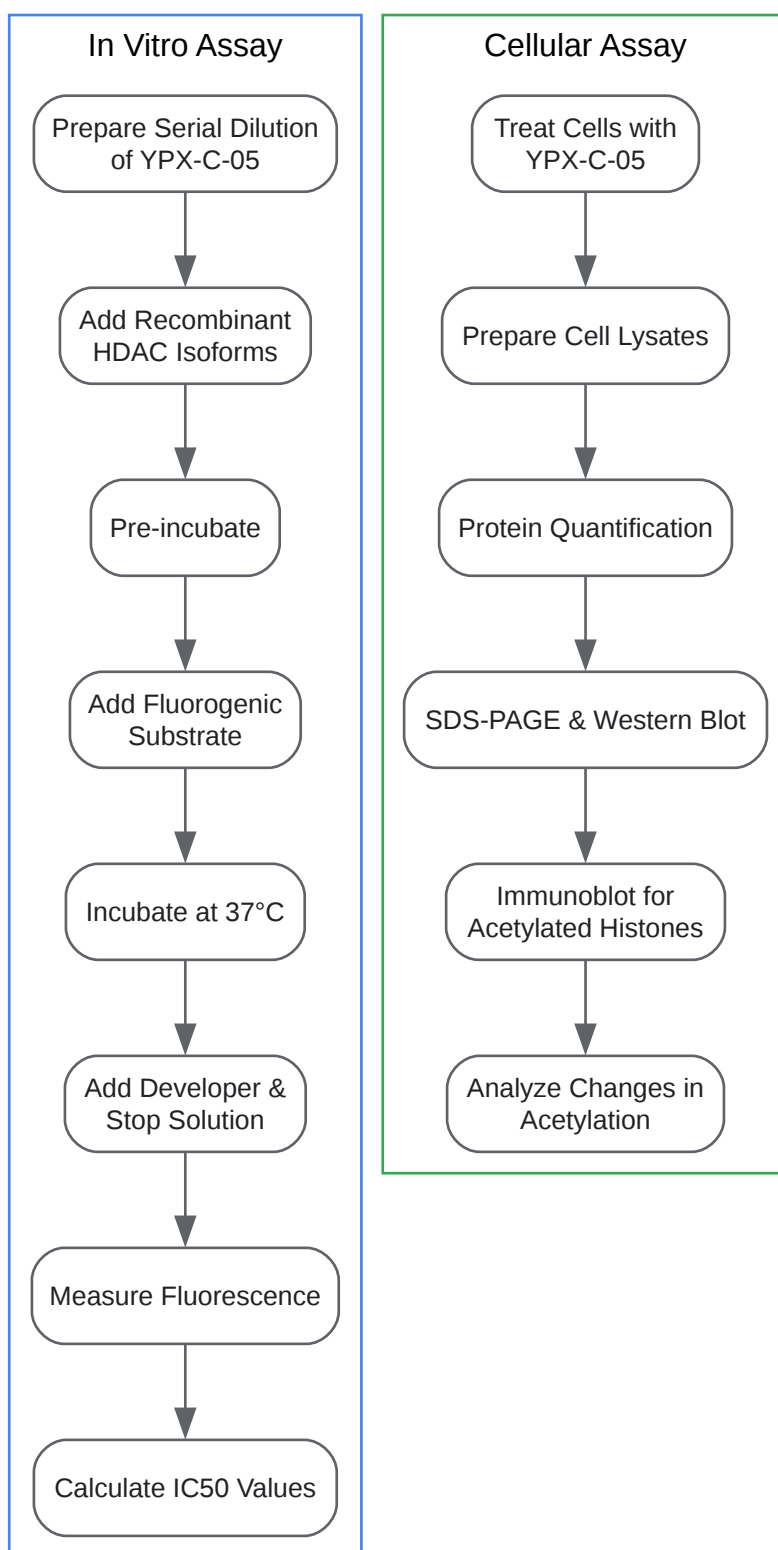 In Vitro Assay
Prepare Serial Dilution
of YPX-C-05
Add Recombinant
HDAC Isoforms
Pre-incubate
Add Fluorogenic
Substrate
Incubate at 37°C
Add Developer &
Stop Solution
Measure Fluorescence
Calculate IC50 Values
Cellular Assay
Treat Cells with
YPX-C-05
Prepare Cell Lysates
Protein Quantification
SDS-PAGE & Western Blot
Immunoblot for
Acetylated Histones
Analyze Changes in
Acetylation